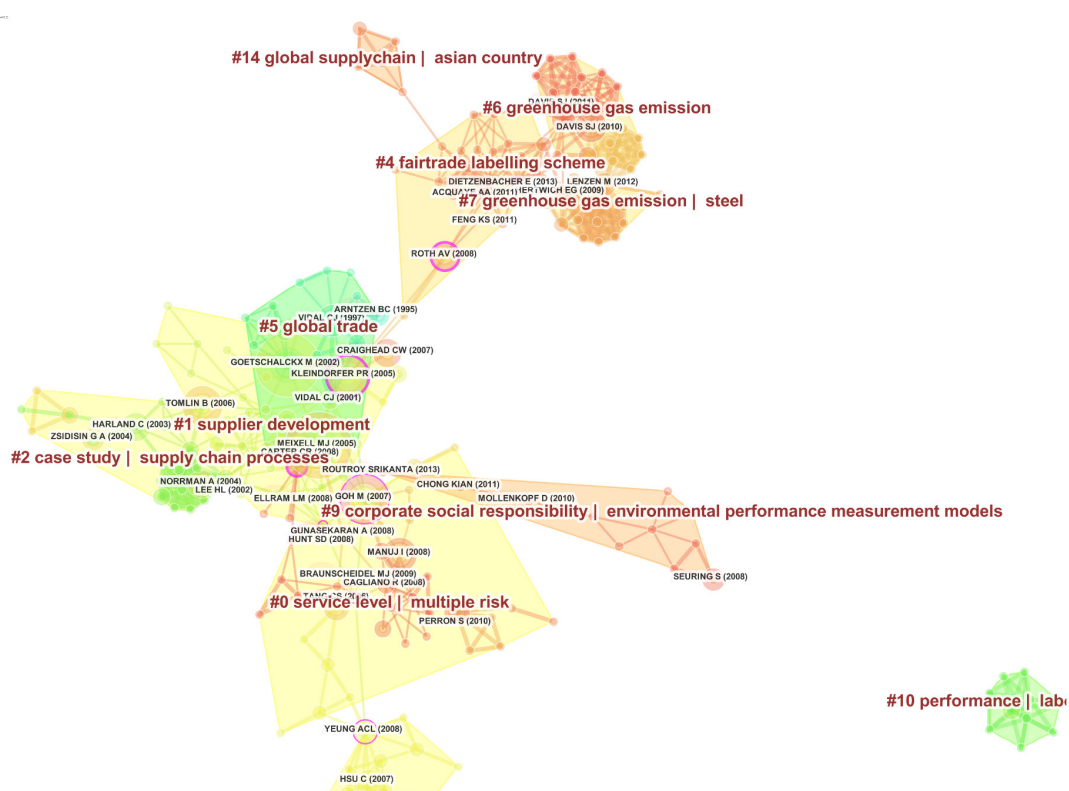 #14 global supplychain | asian country
#6 greenhouse gas emission
DAVIS SJ (2010)
#4 fairtrade labelling scheme
DIETZENBACHER E (2013)
LENZEN M (2012)
#7 greenhouse gas emission | steel
FENG KS (2011)
ROTH AV (2008)
ARNTZEN BC (1995)
#5 global trade
CRAIGHEAD CW (2007)
GOETSCHALCKX M (2002)
KLEINDORFER PR (2005)
VIDAL CJ (2001)
TOMLIN B (2006)
HARLAND C (2003)
#1 supplier development
ZSIDISIN G A (2004)
MEIXELL MJ (2005)
CARTER CR (2008)
#2 case study | supply chain processes
ROUTROY SRIKANTA (2013)
NORRMAN A (2004)
LEE HL (2002)
CHONG KIAN (2011)
ELLRAM LM (2008)
GOH M (2007)
MOLLENKOPF D (2010)
#9 corporate social responsibility | environmental performance measurement models
GUNASEKARAN A (2008)
HUNT SD (2008)
MANUJ I (2008)
BRAUNSCHEIDEL MJ (2009)
CAGLIANO R (2008)
SEURING S (2008)
#0 service level | multiple risk
PERRON S (2010)
#10 performance | lab
YEUNG ACL (2008)
HSU C (2007)